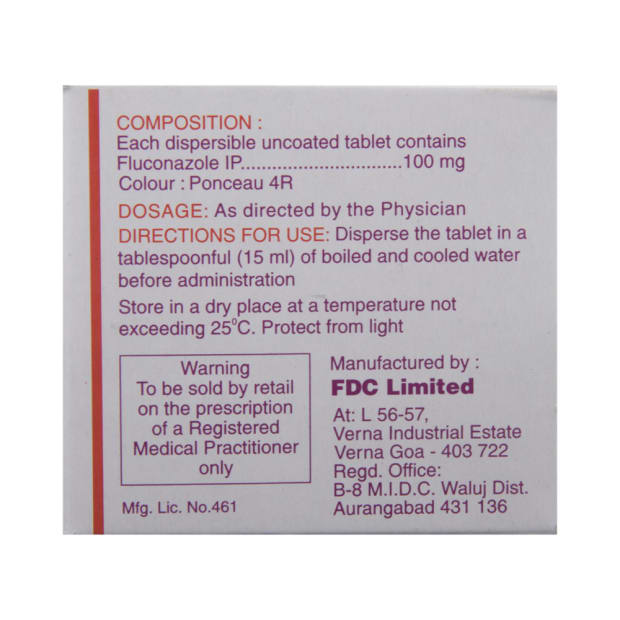 COMPOSITION :
Each dispersible uncoated tablet contains
Fluconazole IP..............................100 mg
Colour : Ponceau 4R
DOSAGE: As directed by the Physician
DIRECTIONS FOR USE: Disperse the tablet in a
tablespoonful (15 ml) of boiled and cooled water
before administration
Store in a dry place at a temperature not
exceeding 25°C. Protect from light
Warning
To be sold by retail
on the prescription
of a Registered
Medical Practitioner
only
Mfg. Lic. No.461
Manufactured by :
FDC Limited
At: L 56-57,
Verna Industrial Estate
Verna Goa - 403 722
Regd. Office:
B-8 M.I.D.C. Waluj Dist.
Aurangabad 431 136